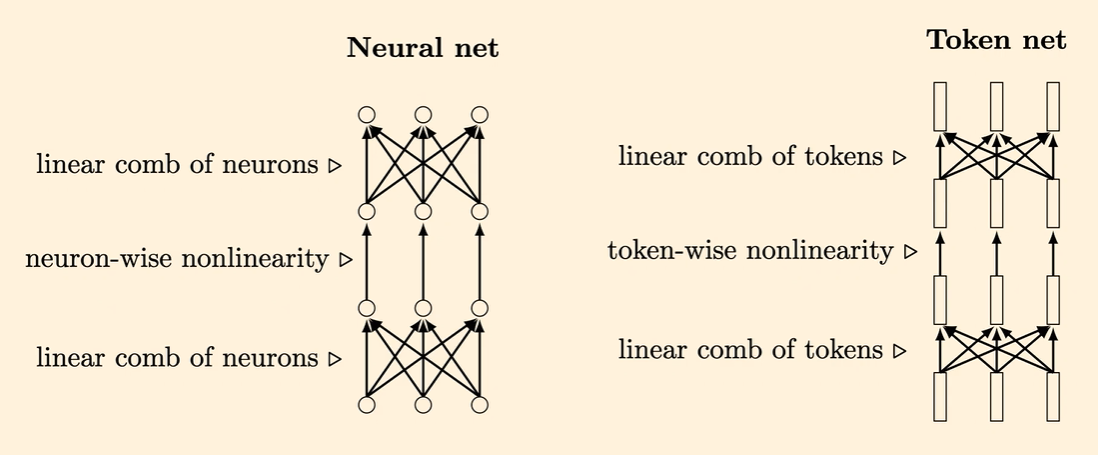 Neural net
linear comb of neurons ▷
neuron-wise nonlinearity ▷
linear comb of neurons ▷
Token net
linear comb of tokens ▷
token-wise nonlinearity ▷
linear comb of tokens ▷